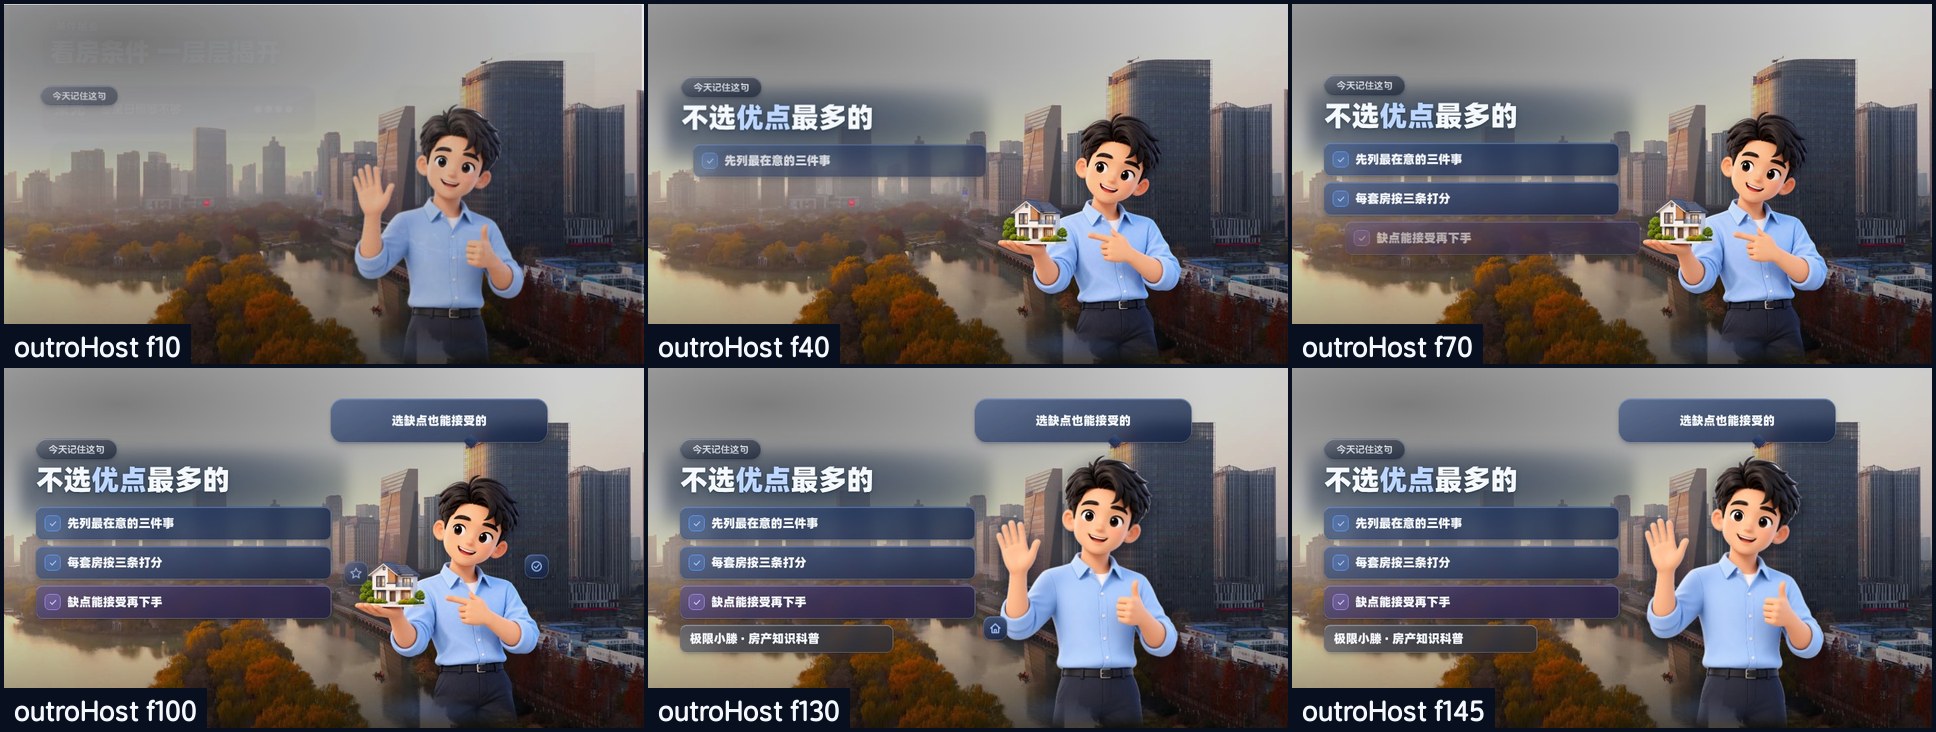 看房条件 一层层揭开
今天记住这句
outroHost f10
今天记住这句
不选优点最多的
先列最在意的三件事
outroHost f40
今天记住这句
不选优点最多的
先列最在意的三件事
每套房按三条打分
缺点能接受再下手
outroHost f70
选缺点也能接受的
今天记住这句
不选优点最多的
先列最在意的三件事
每套房按三条打分
缺点能接受再下手
outroHost f100
选缺点也能接受的
今天记住这句
不选优点最多的
先列最在意的三件事
每套房按三条打分
缺点能接受再下手
极限小滕·房产知识科普
outroHost f130
选缺点也能接受的
今天记住这句
不选优点最多的
先列最在意的三件事
每套房按三条打分
缺点能接受再下手
极限小滕·房产知识科普
outroHost f145